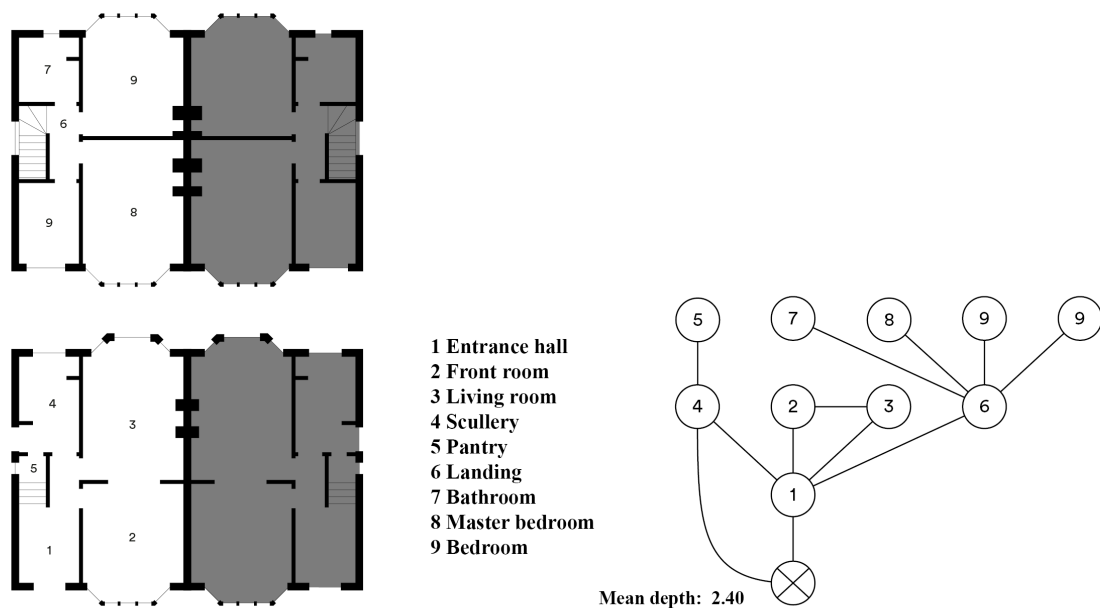 7
9
6
9
8
4
3
5
1
2
1 Entrance hall
2 Front room
3 Living room
4 Scullery
5 Pantry
6 Landing
7 Bathroom
8 Master bedroom
9 Bedroom
5 7 8 9 9
4 2 3 6
1
Mean depth: 2.40